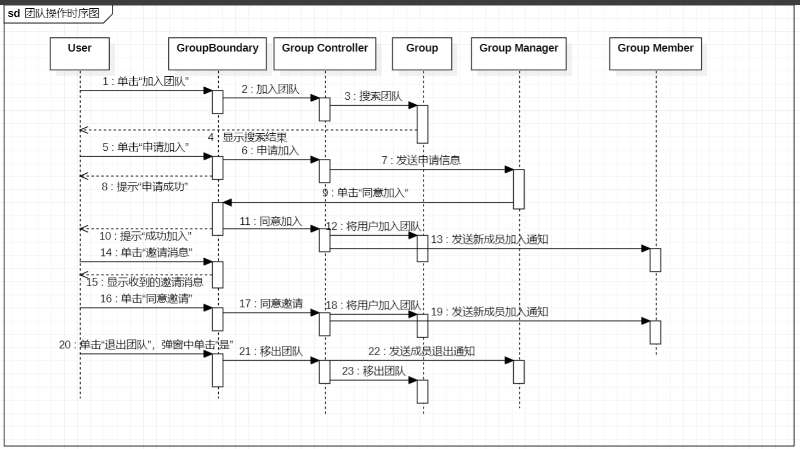 sd 团队操作时序图
User
GroupBoundary
Group Controller
Group
Group Manager
Group Member
1 : 单击“加入团队”
2 : 加入团队
3 : 搜索团队
4 : 显示搜索结果
5 : 单击“申请加入”
6 : 申请加入
7 : 发送申请信息
8 : 提示“申请成功”
9 : 单击“同意加入”
10 : 提示“成功加入”
11 : 同意加入
12 : 将用户加入团队
13 : 发送新成员加入通知
14 : 单击“邀请消息”
15 : 显示收到的邀请消息
16 : 单击“同意邀请”
17 : 同意邀请
18 : 将用户加入团队
19 : 发送新成员加入通知
20 : 单击“退出团队”，弹窗中单击“是”
21 : 移出团队
22 : 发送成员退出通知
23 : 移出团队